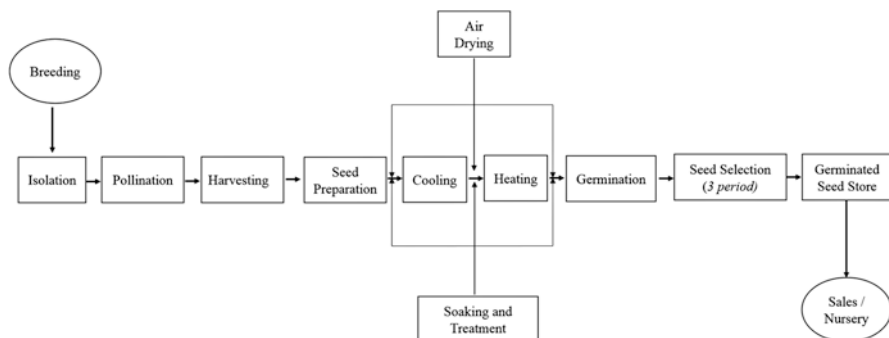 Air
Drying
Breeding
Isolation
Pollination
Harvesting
Seed
Preparation
Cooling
Heating
Germination
Seed Selection
(3 period)
Germinated
Seed Store
Soaking and
Treatment
Sales /
Nursery